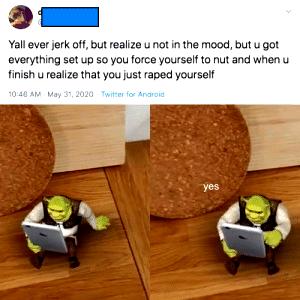 Yall ever jerk off, but realize u not in the mood, but u got
everything set up so you force yourself to nut and when u
finish u realize that you just raped yourself
10:46 AM · May 31, 2020 · Twitter for Android
yes